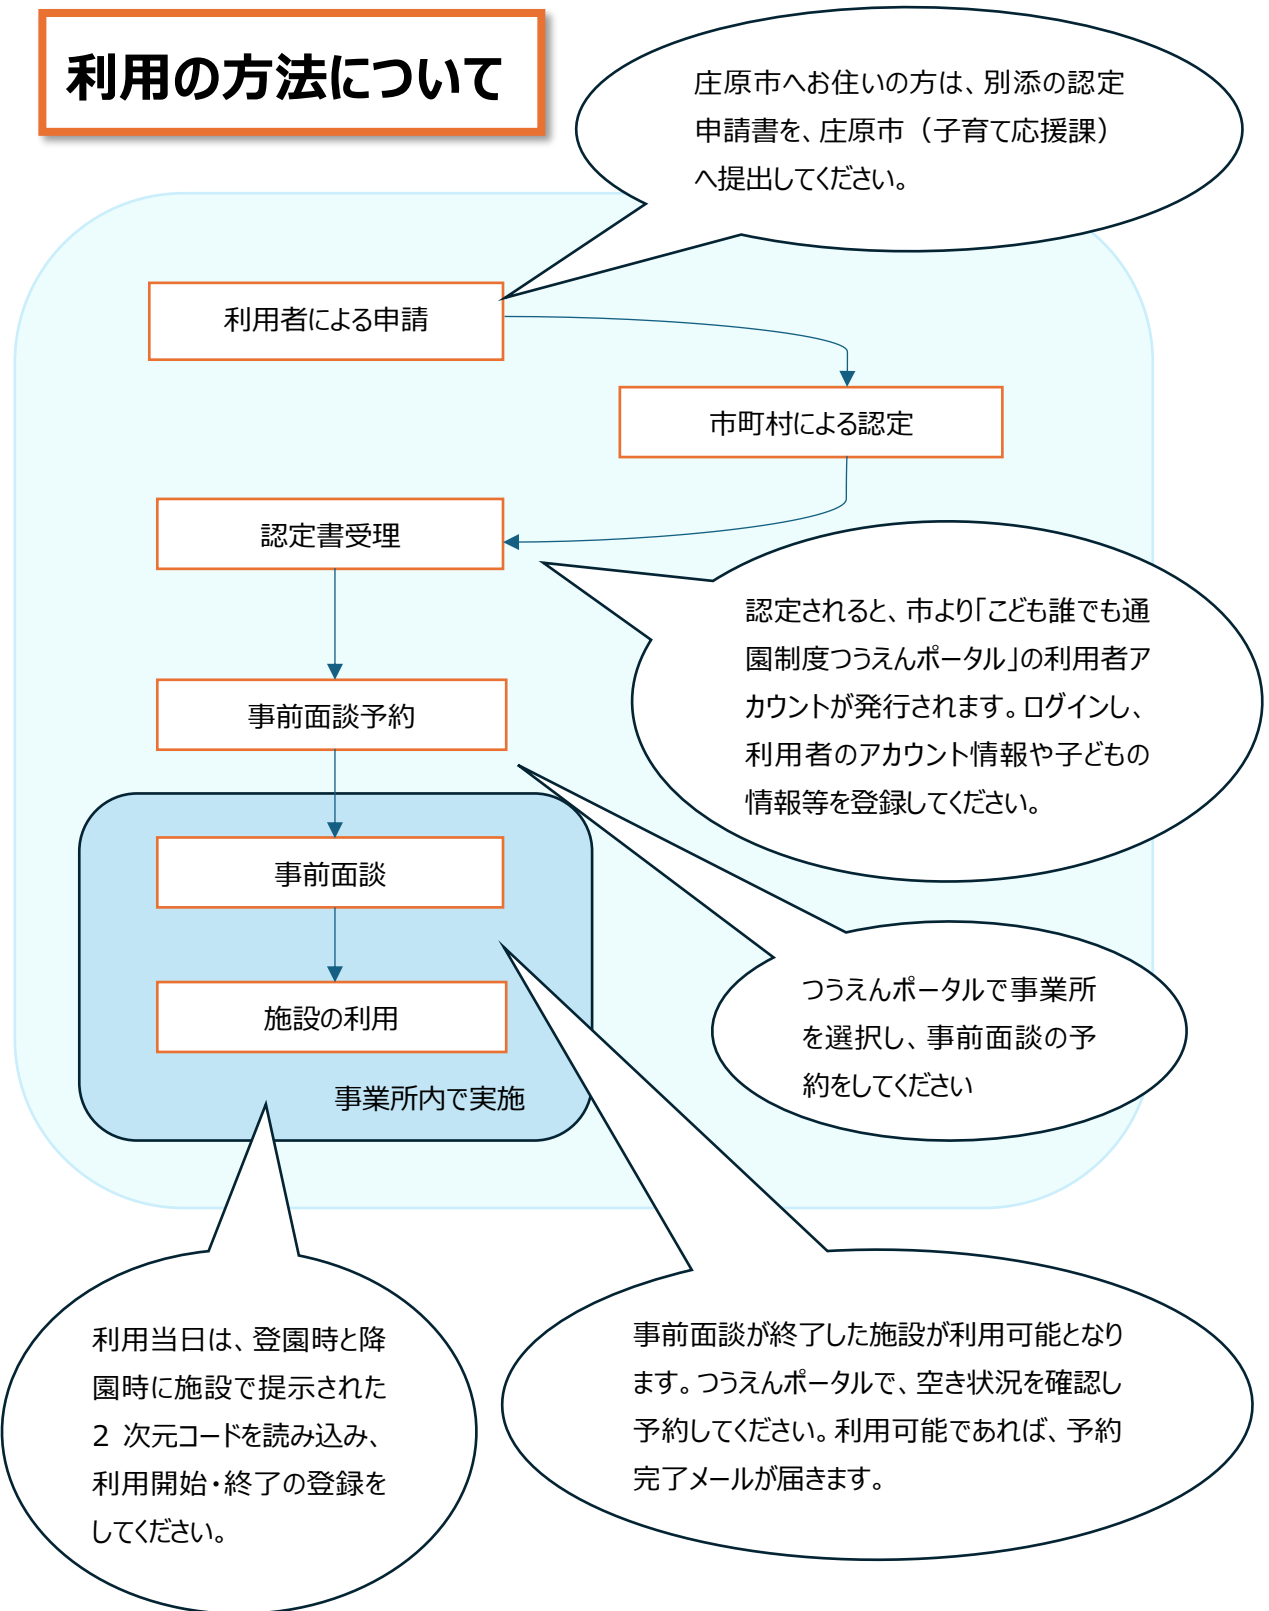 利用の方法について
庄原市へお住いの方は、別添の認定
申請書を、庄原市（子育て応援課）
へ提出してください。
利用者による申請
市町村による認定
認定書受理
認定されると、市より「こども誰でも通
園制度つうえんポータル」の利用者ア
カウントが発行されます。ログインし、
利用者のアカウント情報や子どもの
情報等を登録してください。
事前面談予約
事前面談
つうえんポータルで事業所
を選択し、事前面談の予
約をしてください
施設の利用
事業所内で実施
利用当日は、登園時と降
園時に施設で提示された
2 次元コードを読み込み、
利用開始・終了の登録を
してください。
事前面談が終了した施設が利用可能となり
ます。つうえんポータルで、空き状況を確認し
予約してください。利用可能であれば、予約
完了メールが届きます。